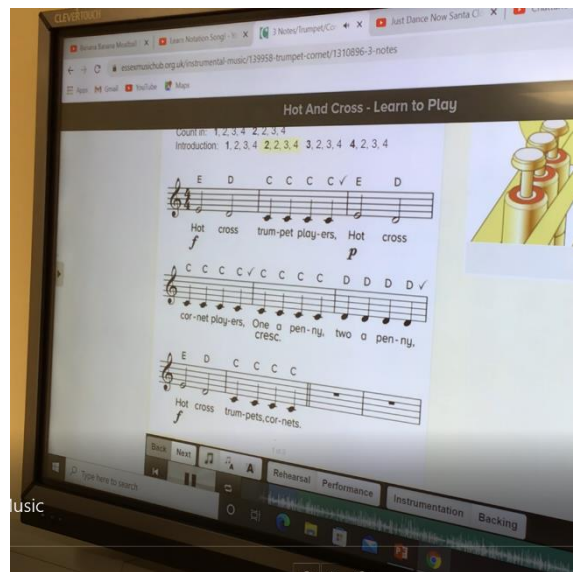 CLEVERTOUCH
Banana Banana Meatball
Learn Notation Song! -
3 Notes/Trumpet/Cor
Just Dance Now Santa Cl
essexmusichub.org.uk/instrumental-music/139958-trumpet-cornet/1310896-3-notes
Apps Gmail YouTube Maps
Hot And Cross - Learn to Play
Count in: 1, 2, 3, 4 2, 2, 3, 4
Introduction: 1, 2, 3, 4 2, 2, 3, 4 3, 2, 3, 4 4, 2, 3, 4
E D C C C C ✓ E D
4
4
Hot cross trum-pet play-ers, Hot cross
f p
C C C C ✓ C C C C D D D D ✓
cor-net play-ers, One a pen-ny, two a pen-ny,
cresc.
E D C C C C
Hot cross trum-pets, cor-nets.
f
Back Next A A Rehearsal Performance Instrumentation Backing
Type here to search
Music